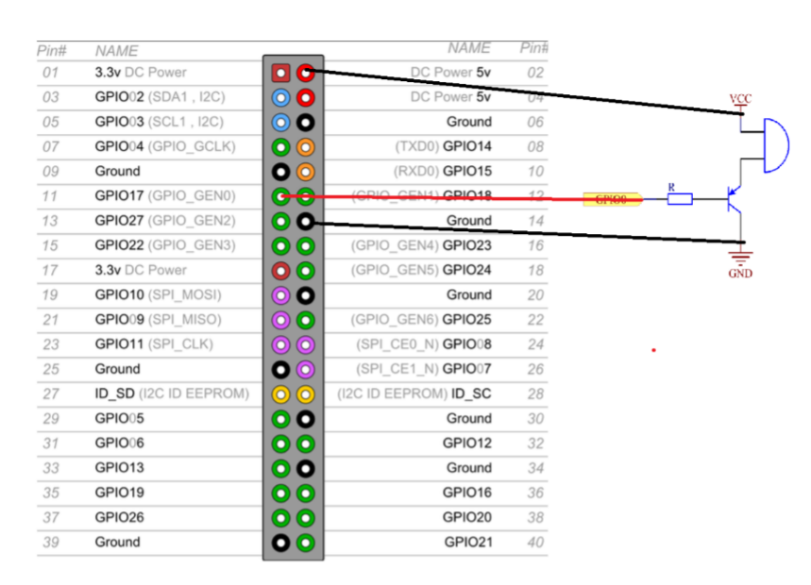 Pin# NAME NAME Pin#
01 3.3v DC Power DC Power 5v 02
03 GPIO02 (SDA1 , I2C) DC Power 5v 04
05 GPIO03 (SCL1 , I2C) Ground 06
07 GPIO04 (GPIO_GCLK) (TXD0) GPIO14 08
09 Ground (RXD0) GPIO15 10
11 GPIO17 (GPIO_GEN0) (GPIO_GEN1) GPIO18 12
13 GPIO27 (GPIO_GEN2) Ground 14
15 GPIO22 (GPIO_GEN3) (GPIO_GEN4) GPIO23 16
17 3.3v DC Power (GPIO_GEN5) GPIO24 18
19 GPIO10 (SPI_MOSI) Ground 20
21 GPIO09 (SPI_MISO) (GPIO_GEN6) GPIO25 22
23 GPIO11 (SPI_CLK) (SPI_CE0_N) GPIO08 24
25 Ground (SPI_CE1_N) GPIO07 26
27 ID_SD (I2C ID EEPROM) (I2C ID EEPROM) ID_SC 28
29 GPIO05 Ground 30
31 GPIO06 GPIO12 32
33 GPIO13 Ground 34
35 GPIO19 GPIO16 36
37 GPIO26 GPIO20 38
39 Ground GPIO21 40
VCC
R
GPIO0
GND